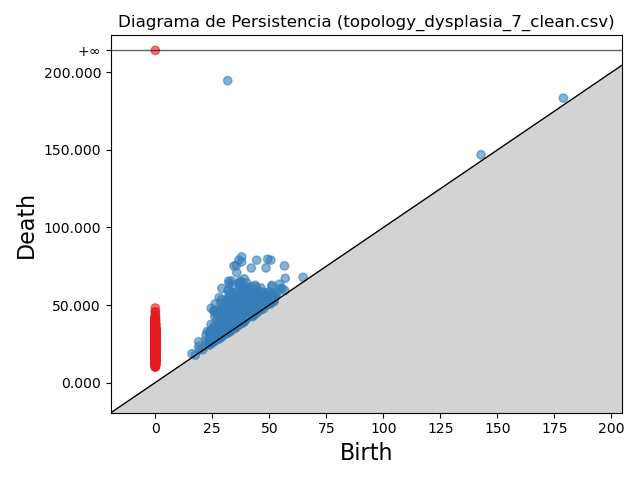 Diagrama de Persistencia (topology_dysplasia_7_clean.csv)
+∞
200.000
150.000
100.000
50.000
0.000
Death
0 25 50 75 100 125 150 175 200
Birth